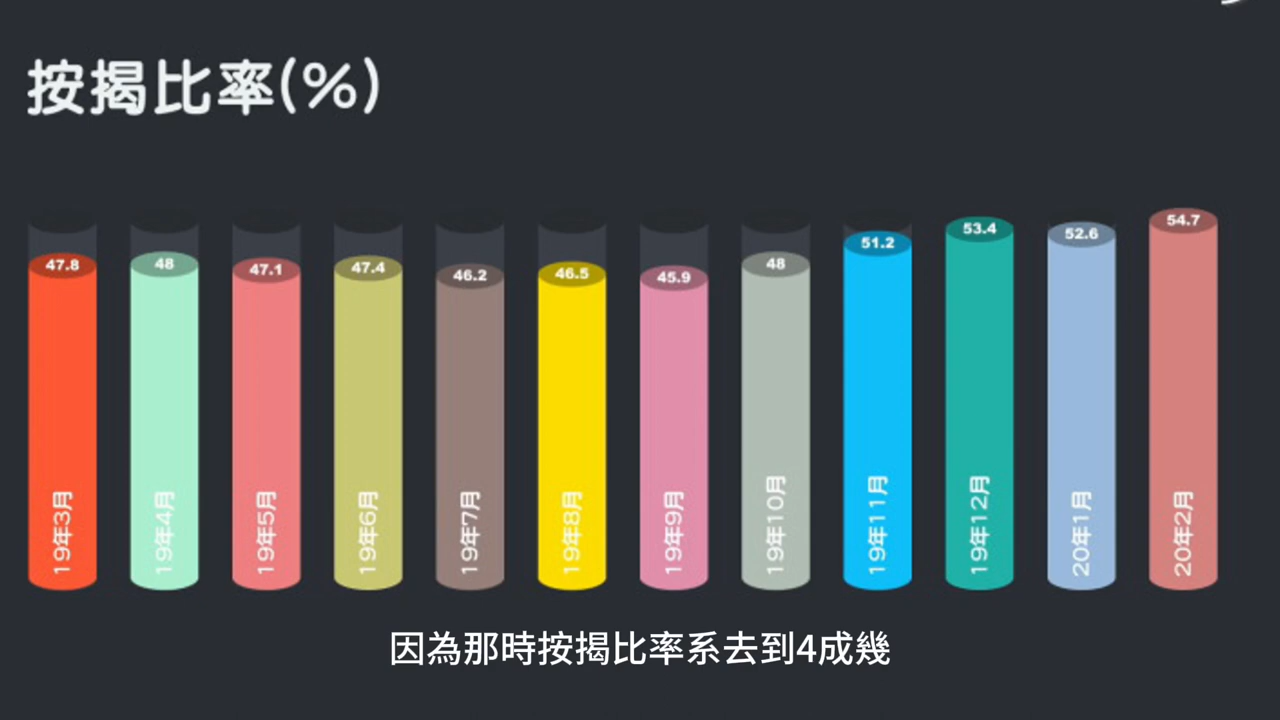 按揭比率(%)
47.8
48
47.1
47.4
46.2
46.5
45.9
48
51.2
53.4
52.6
54.7
19年3月
19年4月
19年5月
19年6月
19年7月
19年8月
19年9月
19年10月
19年11月
19年12月
20年1月
20年2月
因為那時按揭比率系去到4成幾